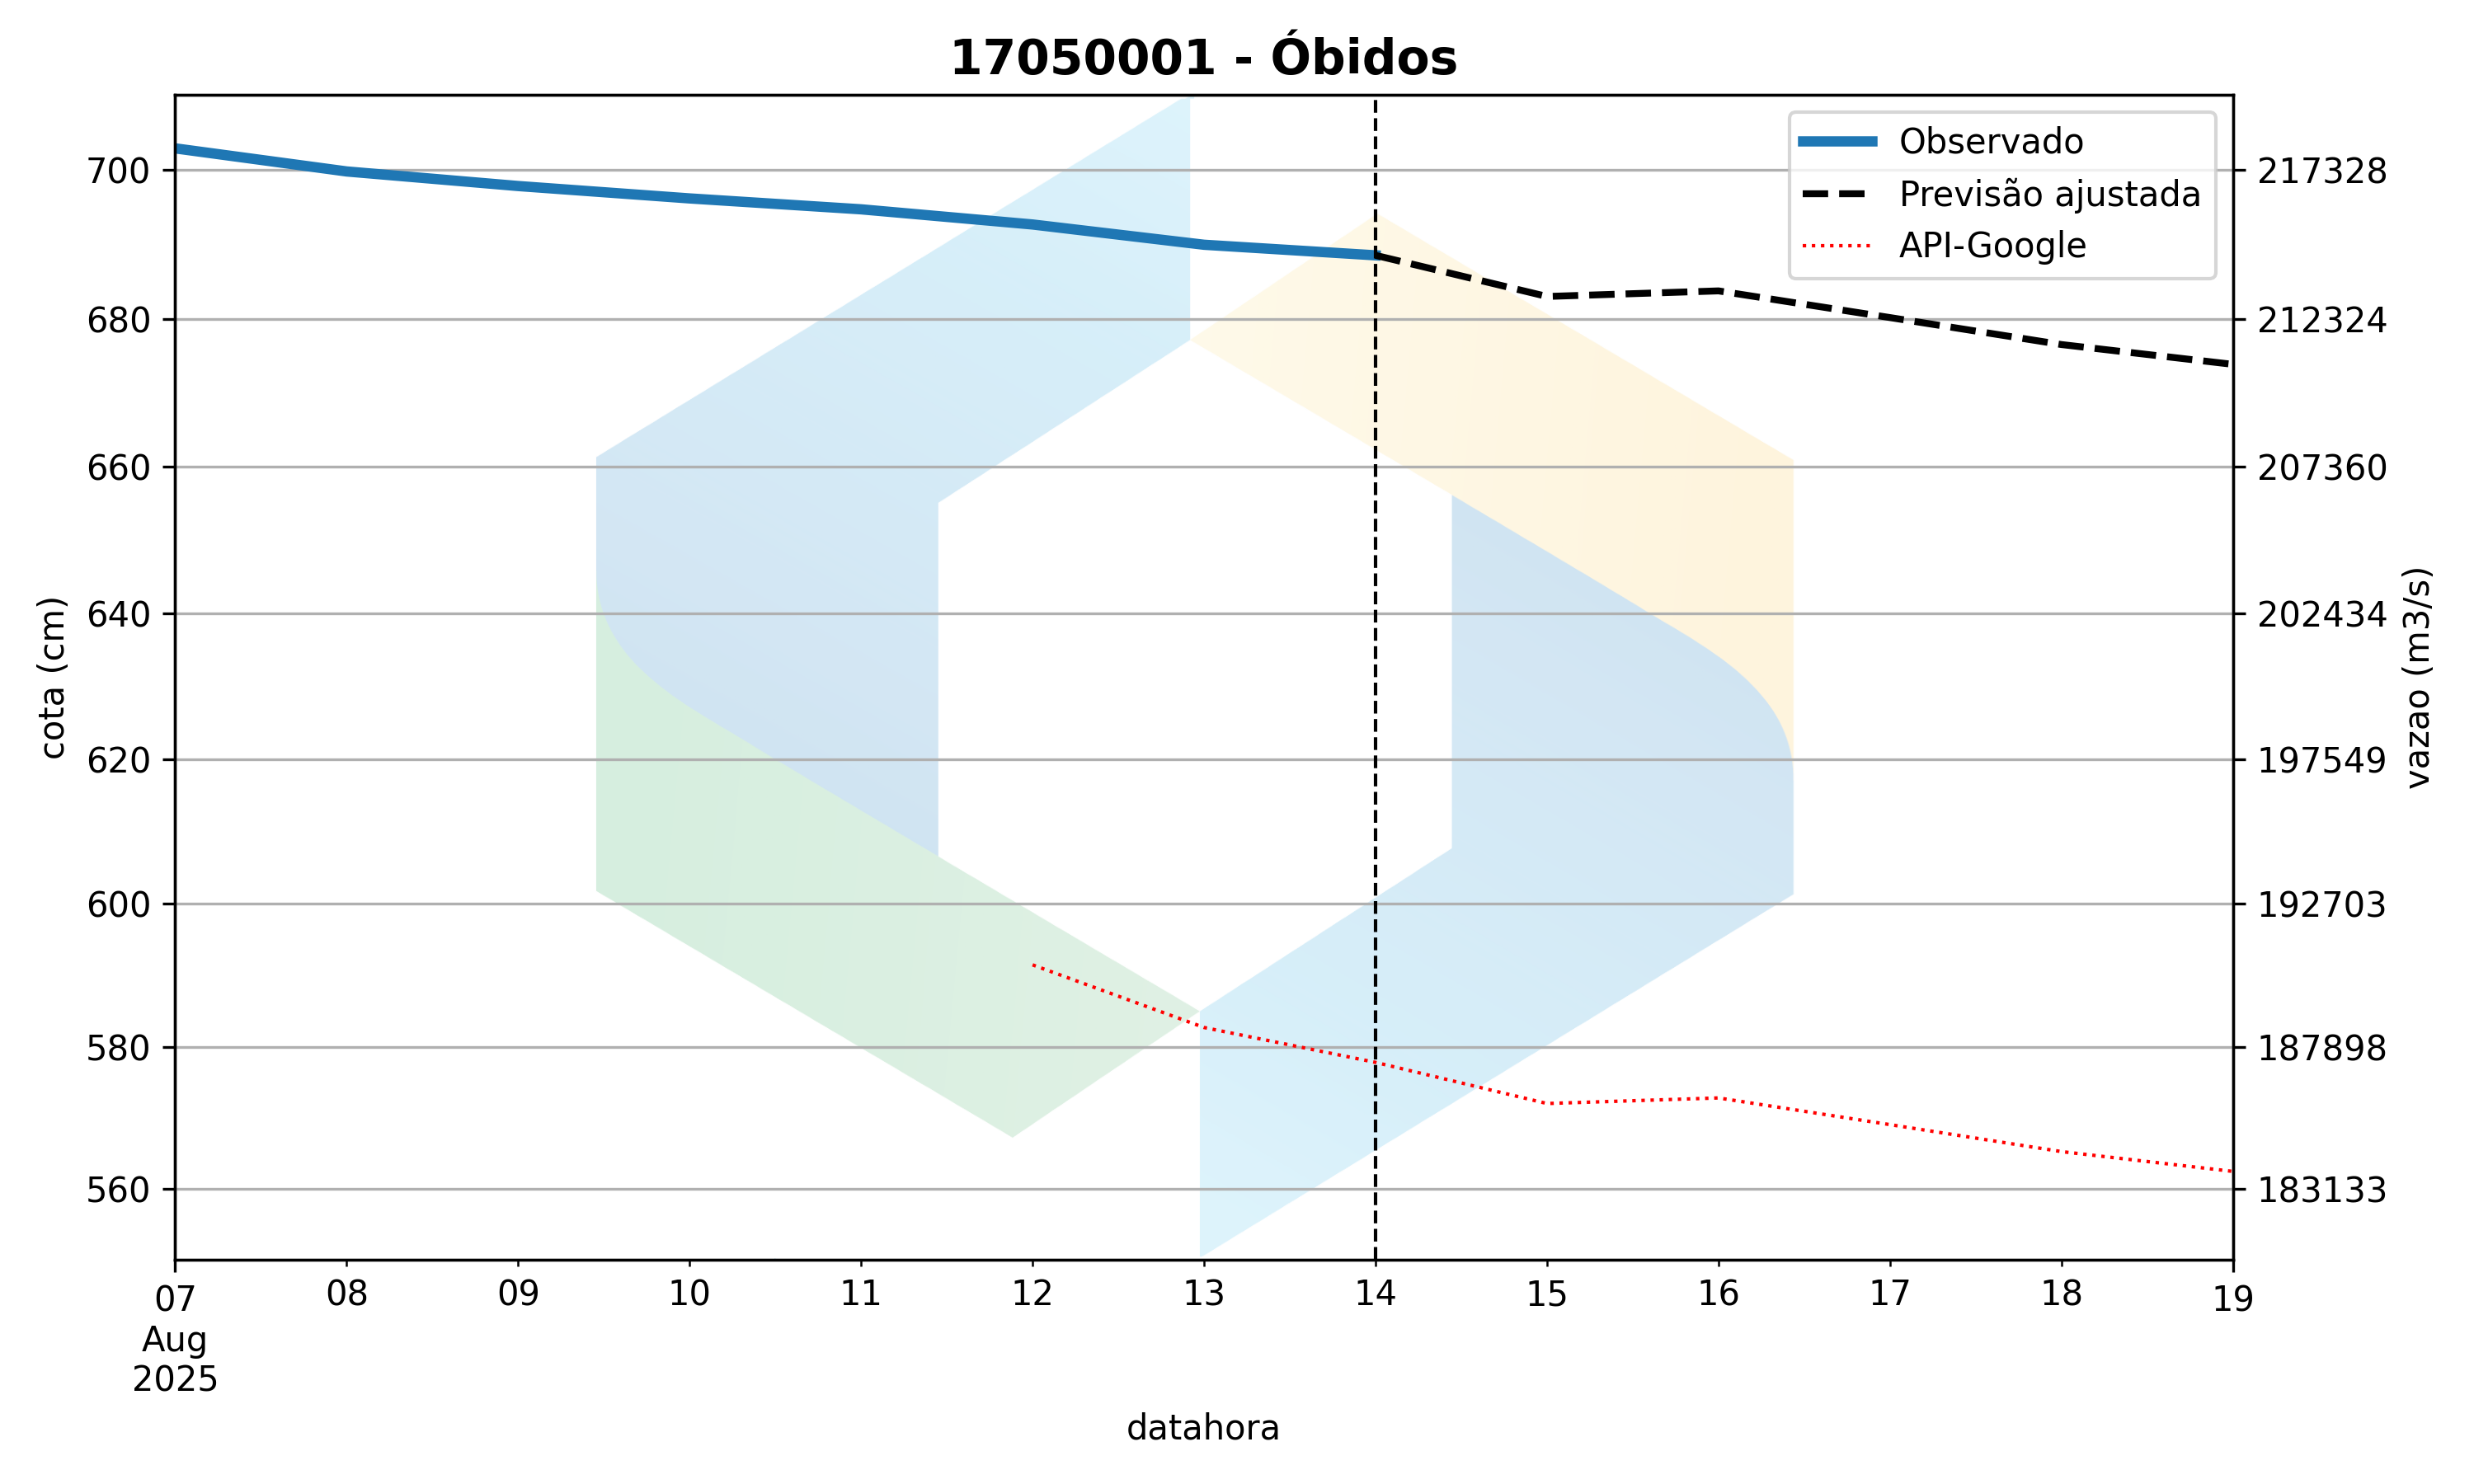 17050001 - Óbidos
Observado
Previsão ajustada
API-Google
700
680
660
640
620
600
580
560
cota (cm)
217328
212324
207360
202434
197549
192703
187898
183133
vazao (m3/s)
07 08 09 10 11 12 13 14 15 16 17 18 19
Aug
2025
datahora